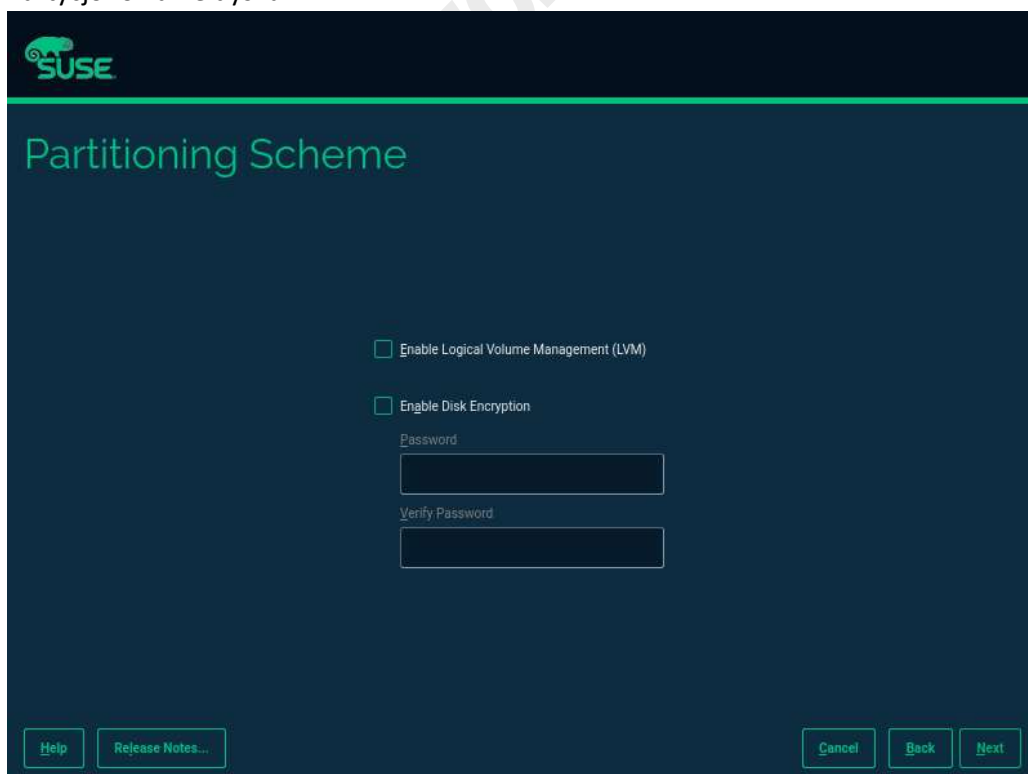 SUSE
Partitioning Scheme
Enable Logical Volume Management (LVM)
Enable Disk Encryption
Password
Verify Password
Help
Release Notes...
Cancel
Back
Next